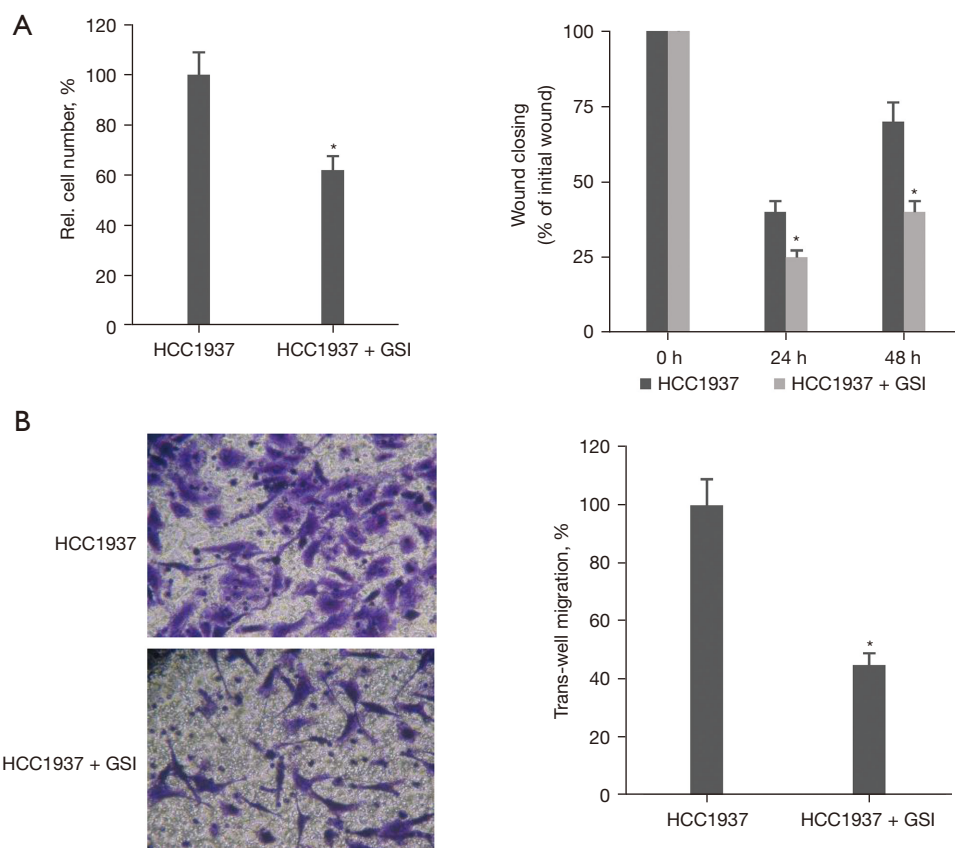 A
Rel. cell number, %
120
100
80
60
40
20
0
*
HCC1937
HCC1937 + GSI
Wound closing
(% of initial wound)
100
75
50
25
0
*
*
0 h
24 h
48 h
HCC1937
HCC1937 + GSI
B
HCC1937
HCC1937 + GSI
Trans-well migration, %
120
100
80
60
40
20
0
*
HCC1937
HCC1937 + GSI